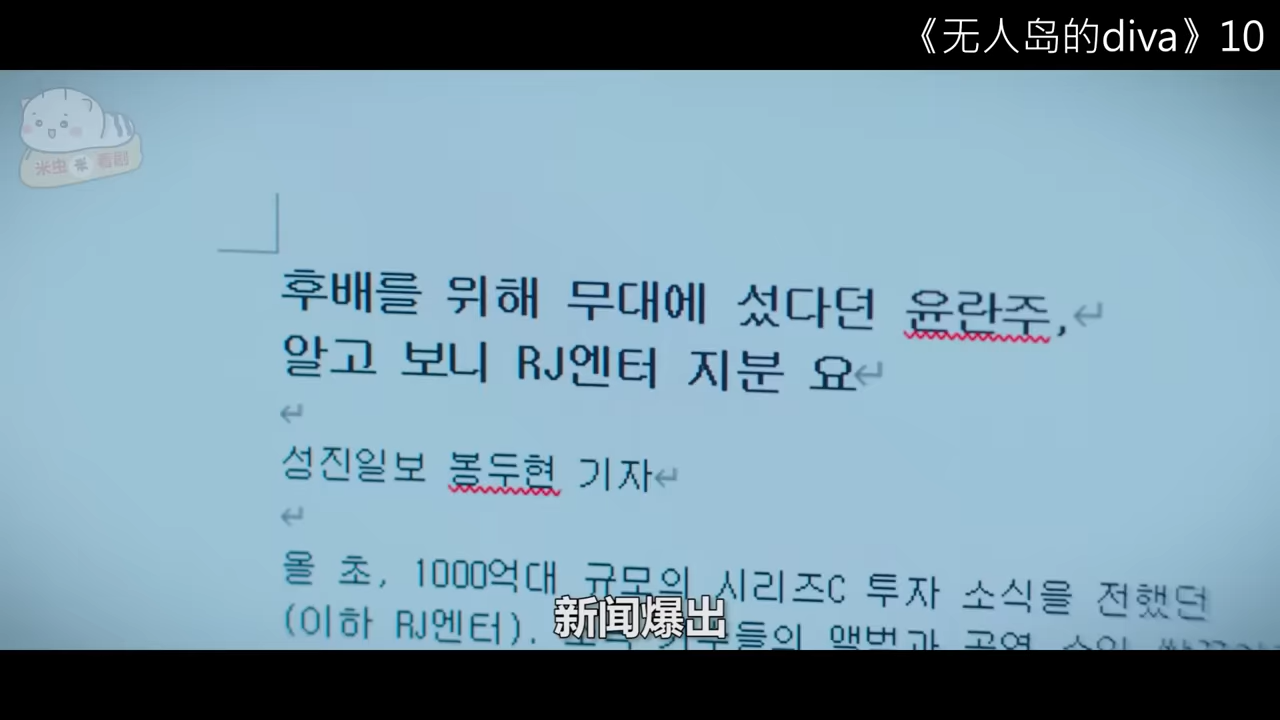 《无人岛的diva》10
米虫 米 看剧
후배를 위해 무대에 섰다던 윤란주,↵
알고 보니 RJ엔터 지분 요↵
↵
성진일보 봉두현 기자↵
↵
올 초, 1000억대 규모의 시리즈C 투자 소식을 전했던
(이하 RJ엔터).
新闻爆出